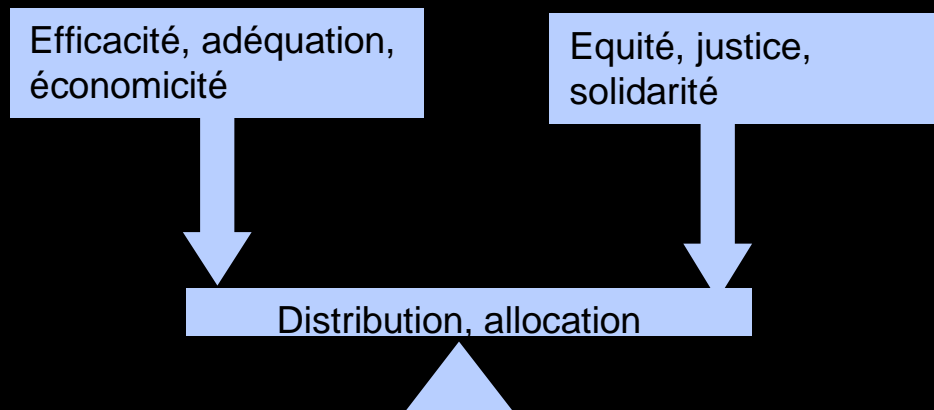 Efficacité, adéquation,
économicité
Equité, justice,
solidarité
Distribution, allocation